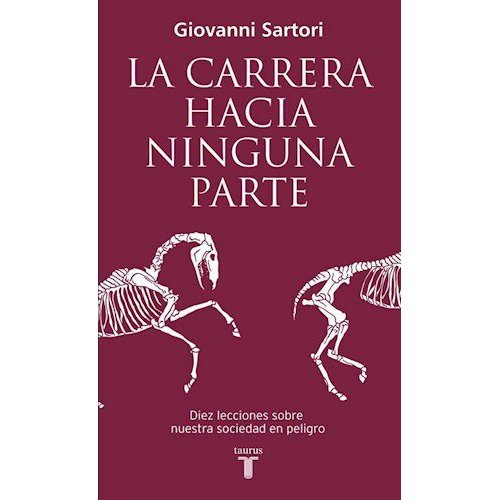 Giovanni Sartori
LA CARRERA
HACIA
NINGUNA
PARTE
Diez lecciones sobre
nuestra sociedad en peligro
taurus